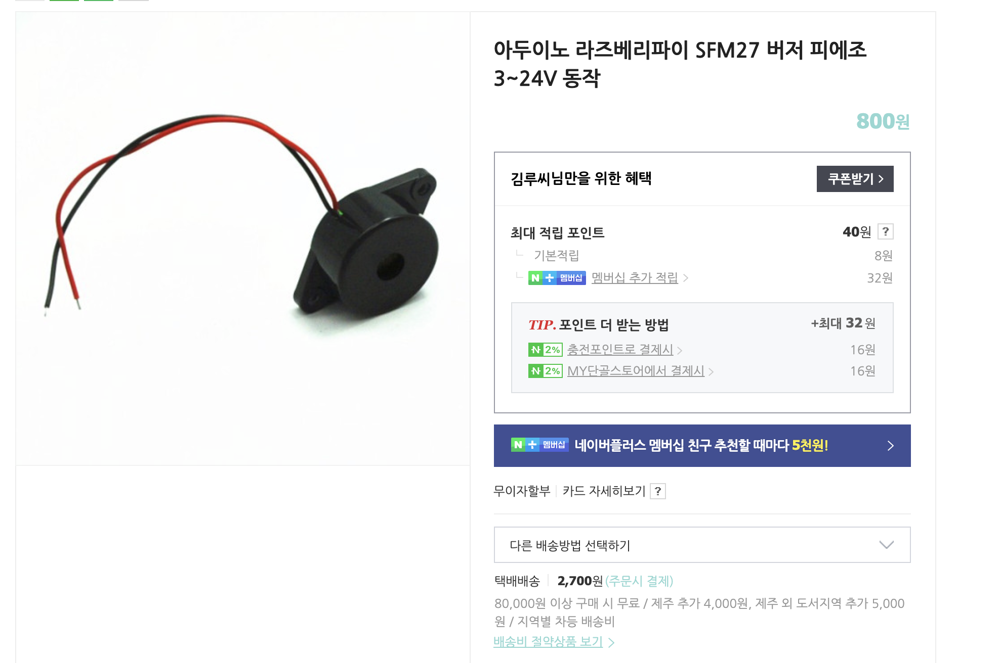 아두이노 라즈베리파이 SFM27 버저 피에조
3~24V 동작
800원
김루씨님만을 위한 혜택
쿠폰받기 >
최대 적립 포인트
40원 ?
기본적립
8원
N + 멤버십 멤버십 추가 적립 >
32원
TIP. 포인트 더 받는 방법
+최대 32원
N 2% 충전포인트로 결제시 >
16원
N 2% MY단골스토어에서 결제시 >
16원
N + 멤버십 네이버플러스 멤버십 친구 추천할 때마다 5천원! >
무이자할부 카드 자세히보기 ?
다른 배송방법 선택하기
택배배송 2,700원(주문시 결제)
80,000원 이상 구매 시 무료 / 제주 추가 4,000원, 제주 외 도서지역 추가 5,000
원 / 지역별 차등 배송비
배송비 절약상품 보기 >